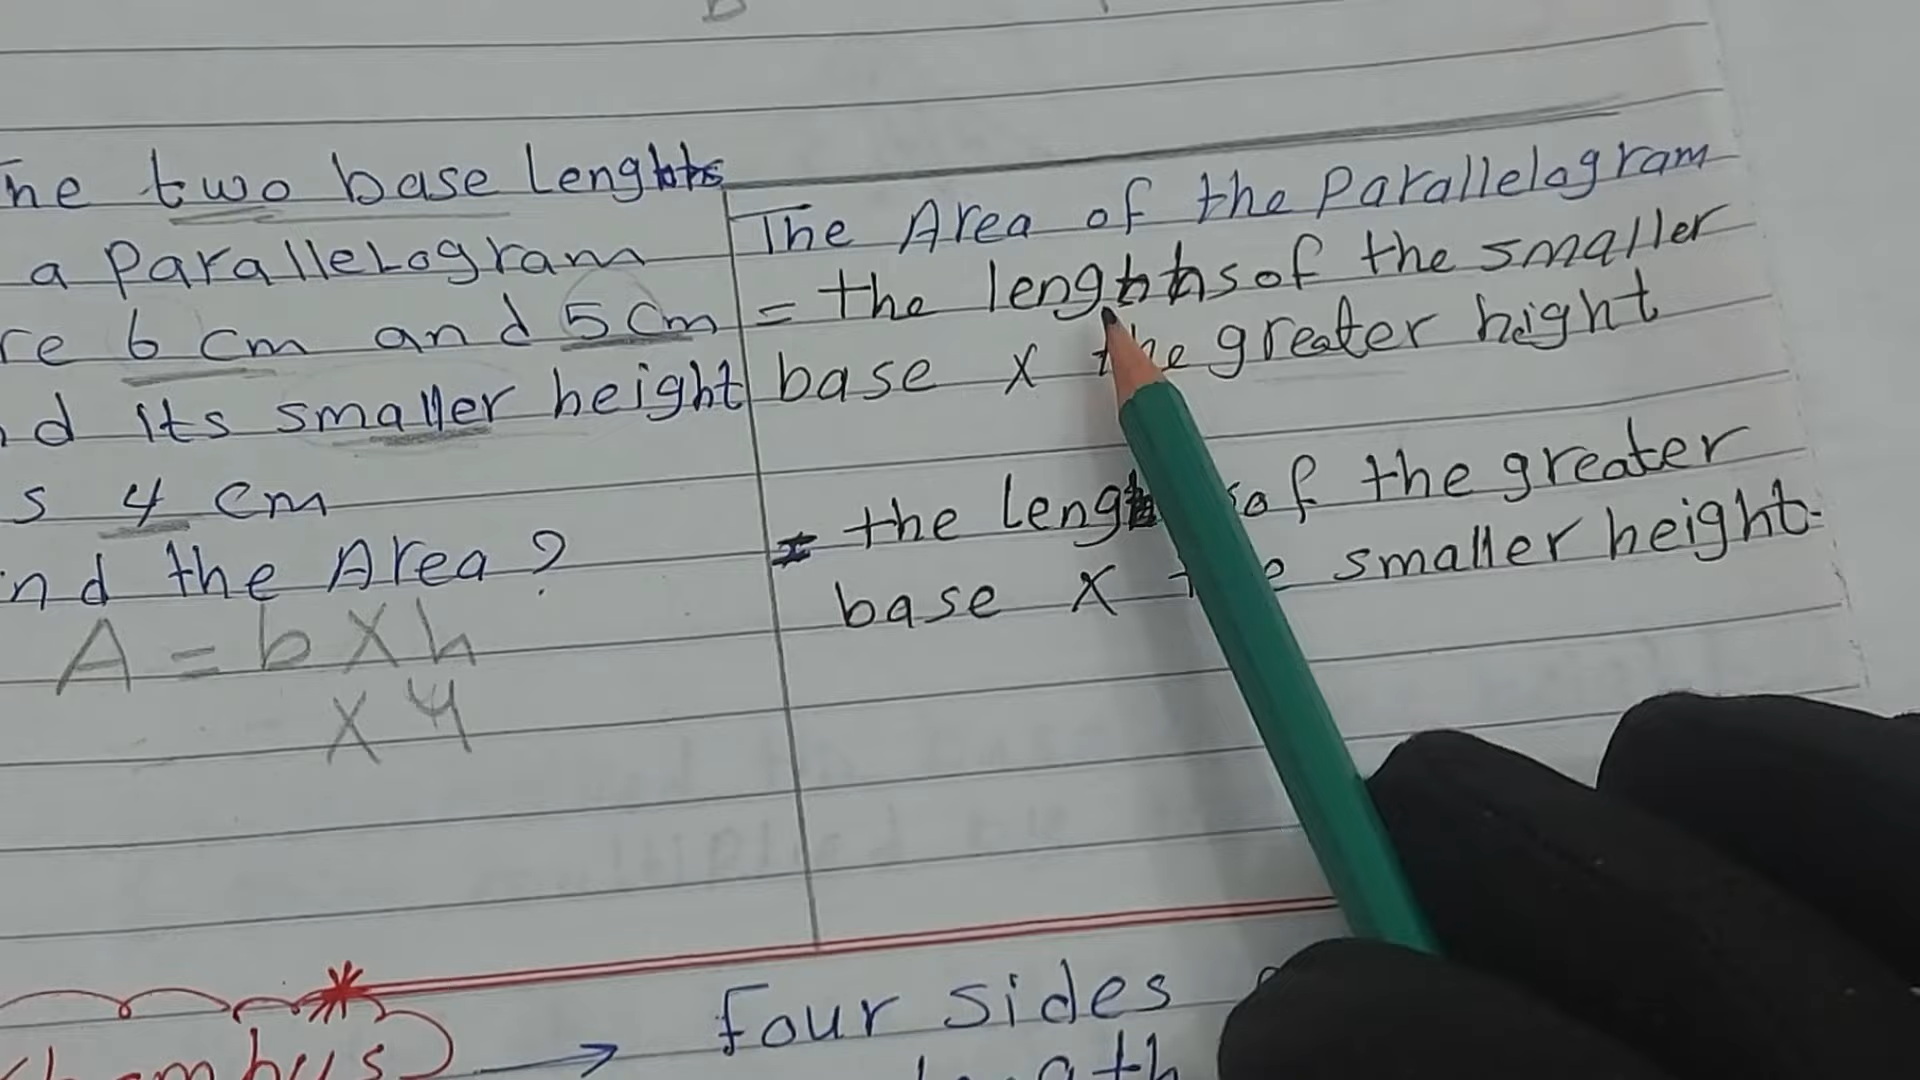 he two base lengths
a parallelogram
re 6 cm and 5 cm
d its smaller height
s 4 cm
nd the Area ?
A = b X h
X 4
The Area of the parallelogram
= the lengths of the smaller
base X the greater height
= the leng s of the greater
base X smaller height.
Four sides